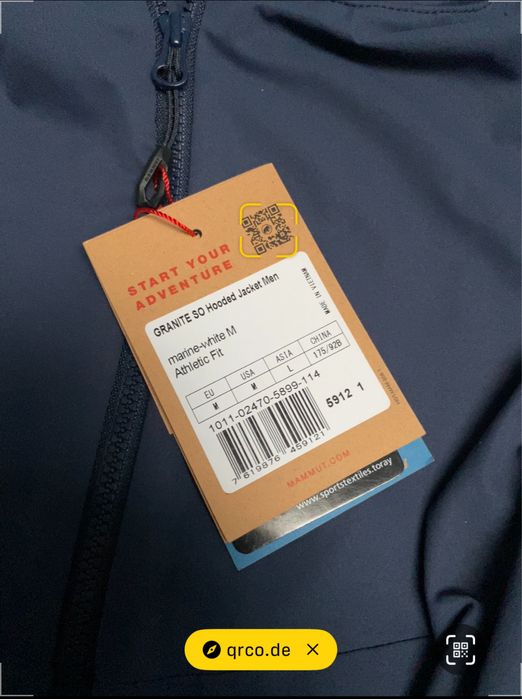 START YOUR
ADVENTURE
GRANITE SO Hooded Jacket Men
MADE IN VIETNAM
marine-white M
Athletic Fit
EU USA ASIA CHINA
M M L 175/92B
1011-02470-5899-114
5912 1
7 619876 459121
MAMMUT.COM
www.sportstextiles.toray
qrco.de